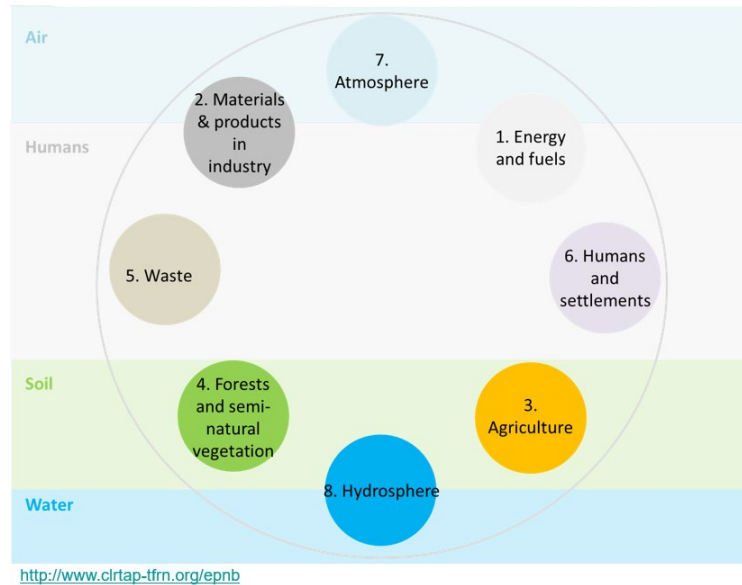 Air
7.
Atmosphere
2. Materials
& products
in
industry
1. Energy
and fuels
Humans
5. Waste
6. Humans
and
settlements
Soil
4. Forests
and semi-
natural
vegetation
3.
Agriculture
8. Hydrosphere
Water
http://www.clrtap-tfrn.org/epnb